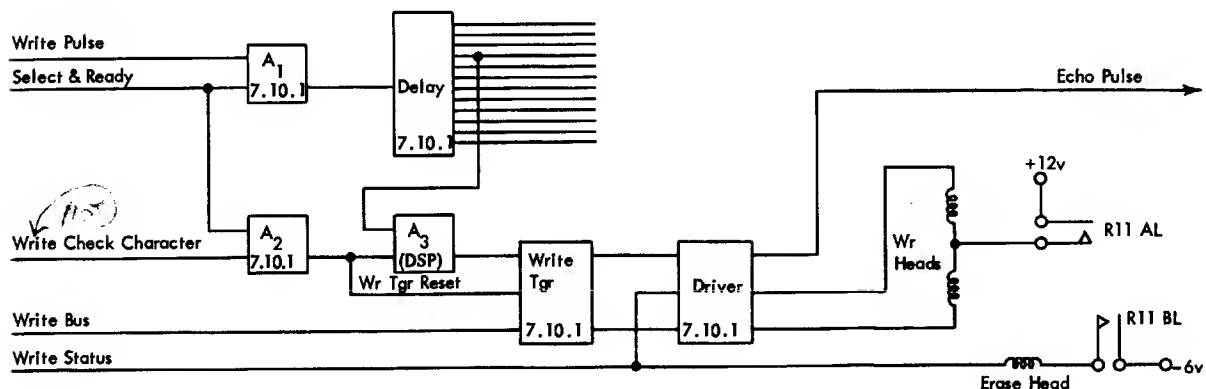 Write Pulse
Select & Ready
A1
7.10.1
Delay
7.10.1
Echo Pulse
+12v
R11 AL
Write Check Character
A2
7.10.1
A3
(DSP)
Wr Tgr Reset
Write
Tgr
7.10.1
Driver
7.10.1
Wr
Heads
Write Bus
Write Status
R11 BL
-6v
Erase Head